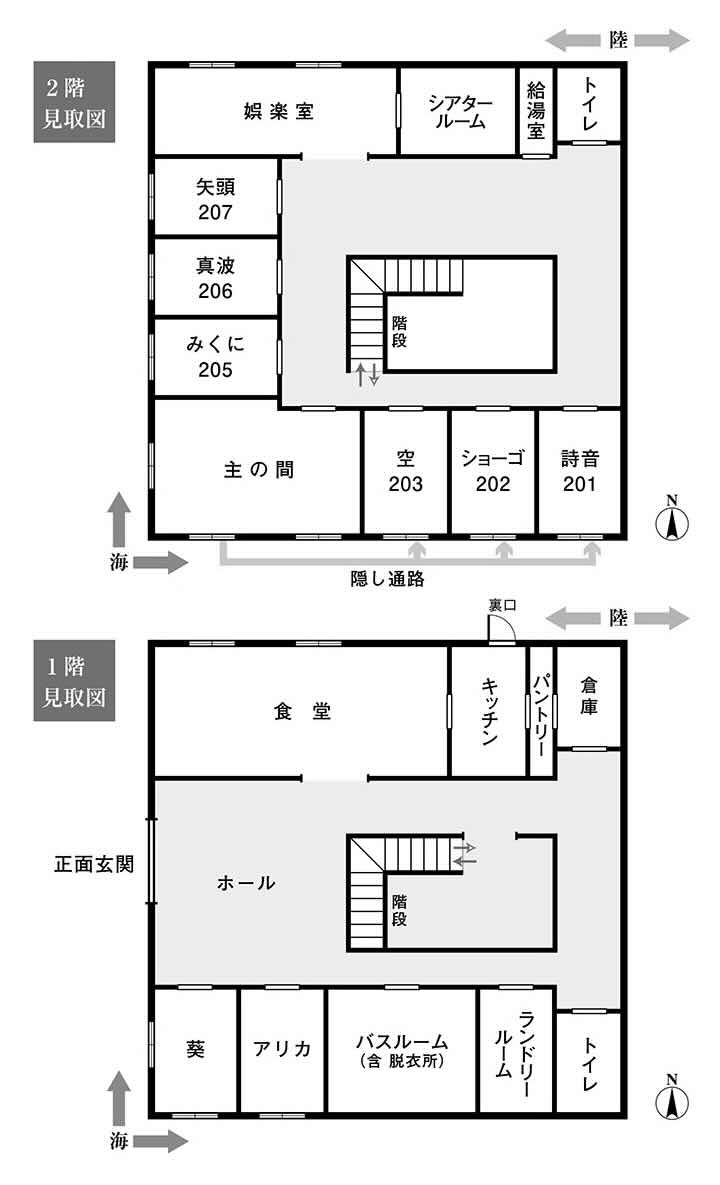 陸
2階
見取図
娯楽室
シアター
ルーム
給湯室
トイレ
矢頭
207
真波
206
みくに
205
階段
主の間
空
203
ショーゴ
202
詩音
201
N
海
隠し通路
裏口
陸
1階
見取図
食堂
キッチン
パントリー
倉庫
正面玄関
ホール
階段
葵
アリカ
バスルーム
(含 脱衣所)
ランドリー
ルーム
トイレ
N
海